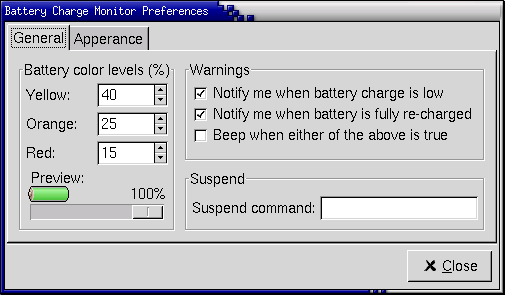 Battery Charge Monitor Preferences
General
Apperance
Battery color levels (%)
Yellow: 40
Orange: 25
Red: 15
Preview:
100%
Warnings
Notify me when battery charge is low
Notify me when battery is fully re-charged
Beep when either of the above is true
Suspend
Suspend command:
Close